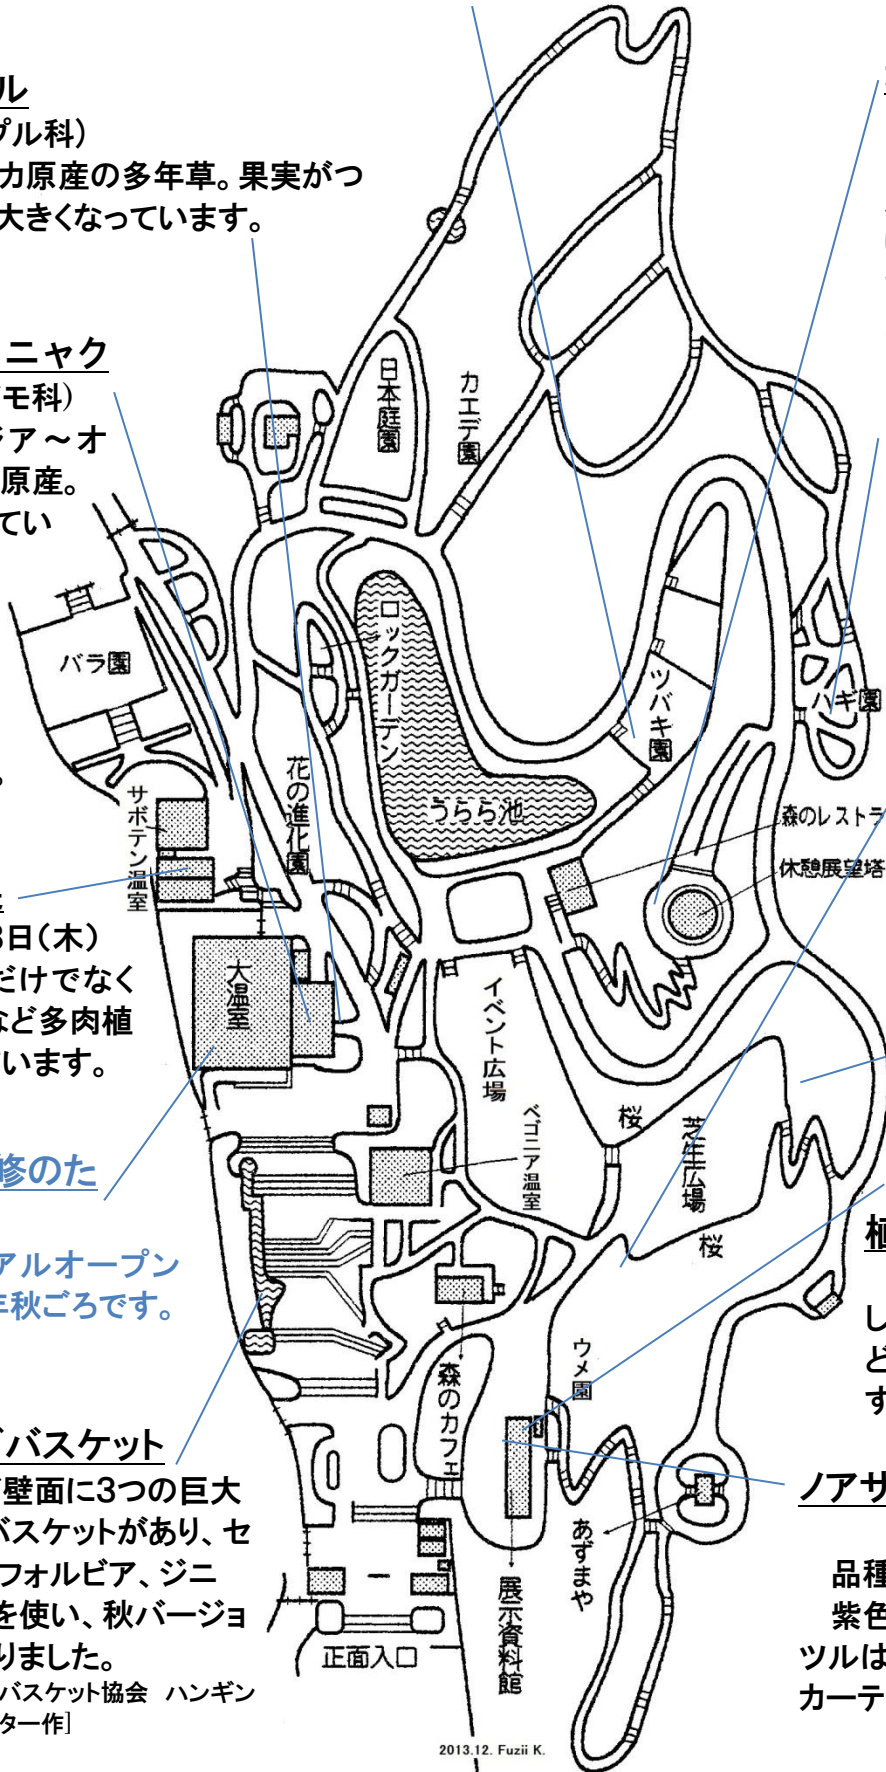 ル
プル科）
カ原産の多年草。果実がつ
大きくなっています。
ニャク
モ科）
ジア～オ
原産。
てい
日本庭園
カエデ園
バラ園
ロックガーデン
ツバキ園
ハギ園
うらら池
花の進化園
サボテン温室
森のレストラ
休憩展望塔
3日（木）
だけでなく
など多肉植
います。
大温室
イベント広場
ベゴニア温室
桜
芝生広場
桜
修のた
アルオープン
年秋ごろです。
植
し
ど
す
ウメ園
森のカフェ
バスケット
壁面に3つの巨大
バスケットがあり、セ
フォルビア、ジニ
を使い、秋バージョ
りました。
バスケット協会　ハンギン
ター作］
ノアサ
品種
紫色
ツルは
カーテ
あずまや
展示資料館
正面入口
2013.12. Fuzii K.